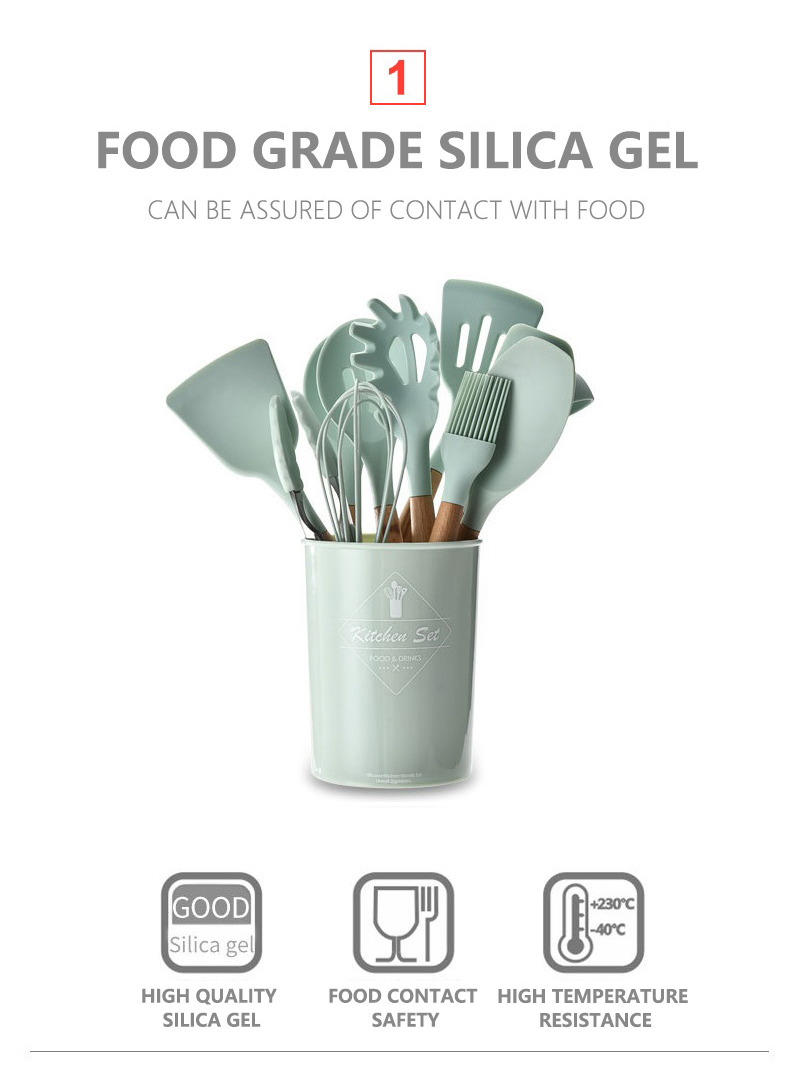 1
FOOD GRADE SILICA GEL
CAN BE ASSURED OF CONTACT WITH FOOD
Kitchen Set
FOOD & DRINKS
GOOD
Silica gel
+230°C
-40°C
HIGH QUALITY
SILICA GEL
FOOD CONTACT
SAFETY
HIGH TEMPERATURE
RESISTANCE